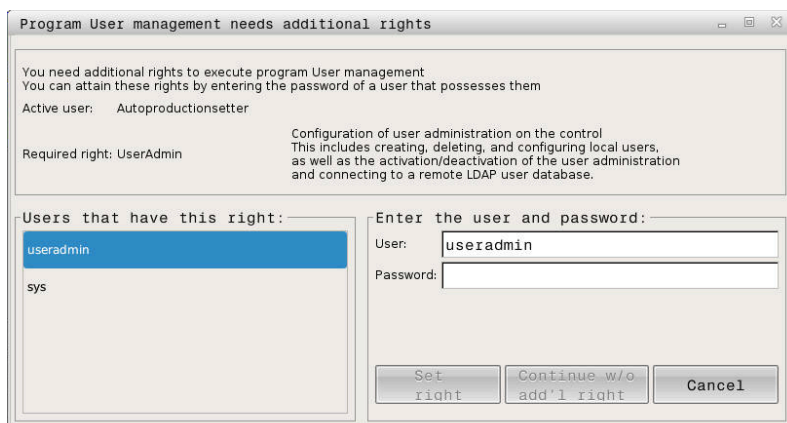 Program User management needs additional rights
You need additional rights to execute program User management
You can attain these rights by entering the password of a user that possesses them
Active user: Autoproductionsetter
Required right: UserAdmin
Configuration of user administration on the control
This includes creating, deleting, and configuring local users,
as well as the activation/deactivation of the user administration
and connecting to a remote LDAP user database.
Users that have this right:
useradmin
sys
Enter the user and password:
User: useradmin
Password:
Set
right
Continue w/o
add'l right
Cancel